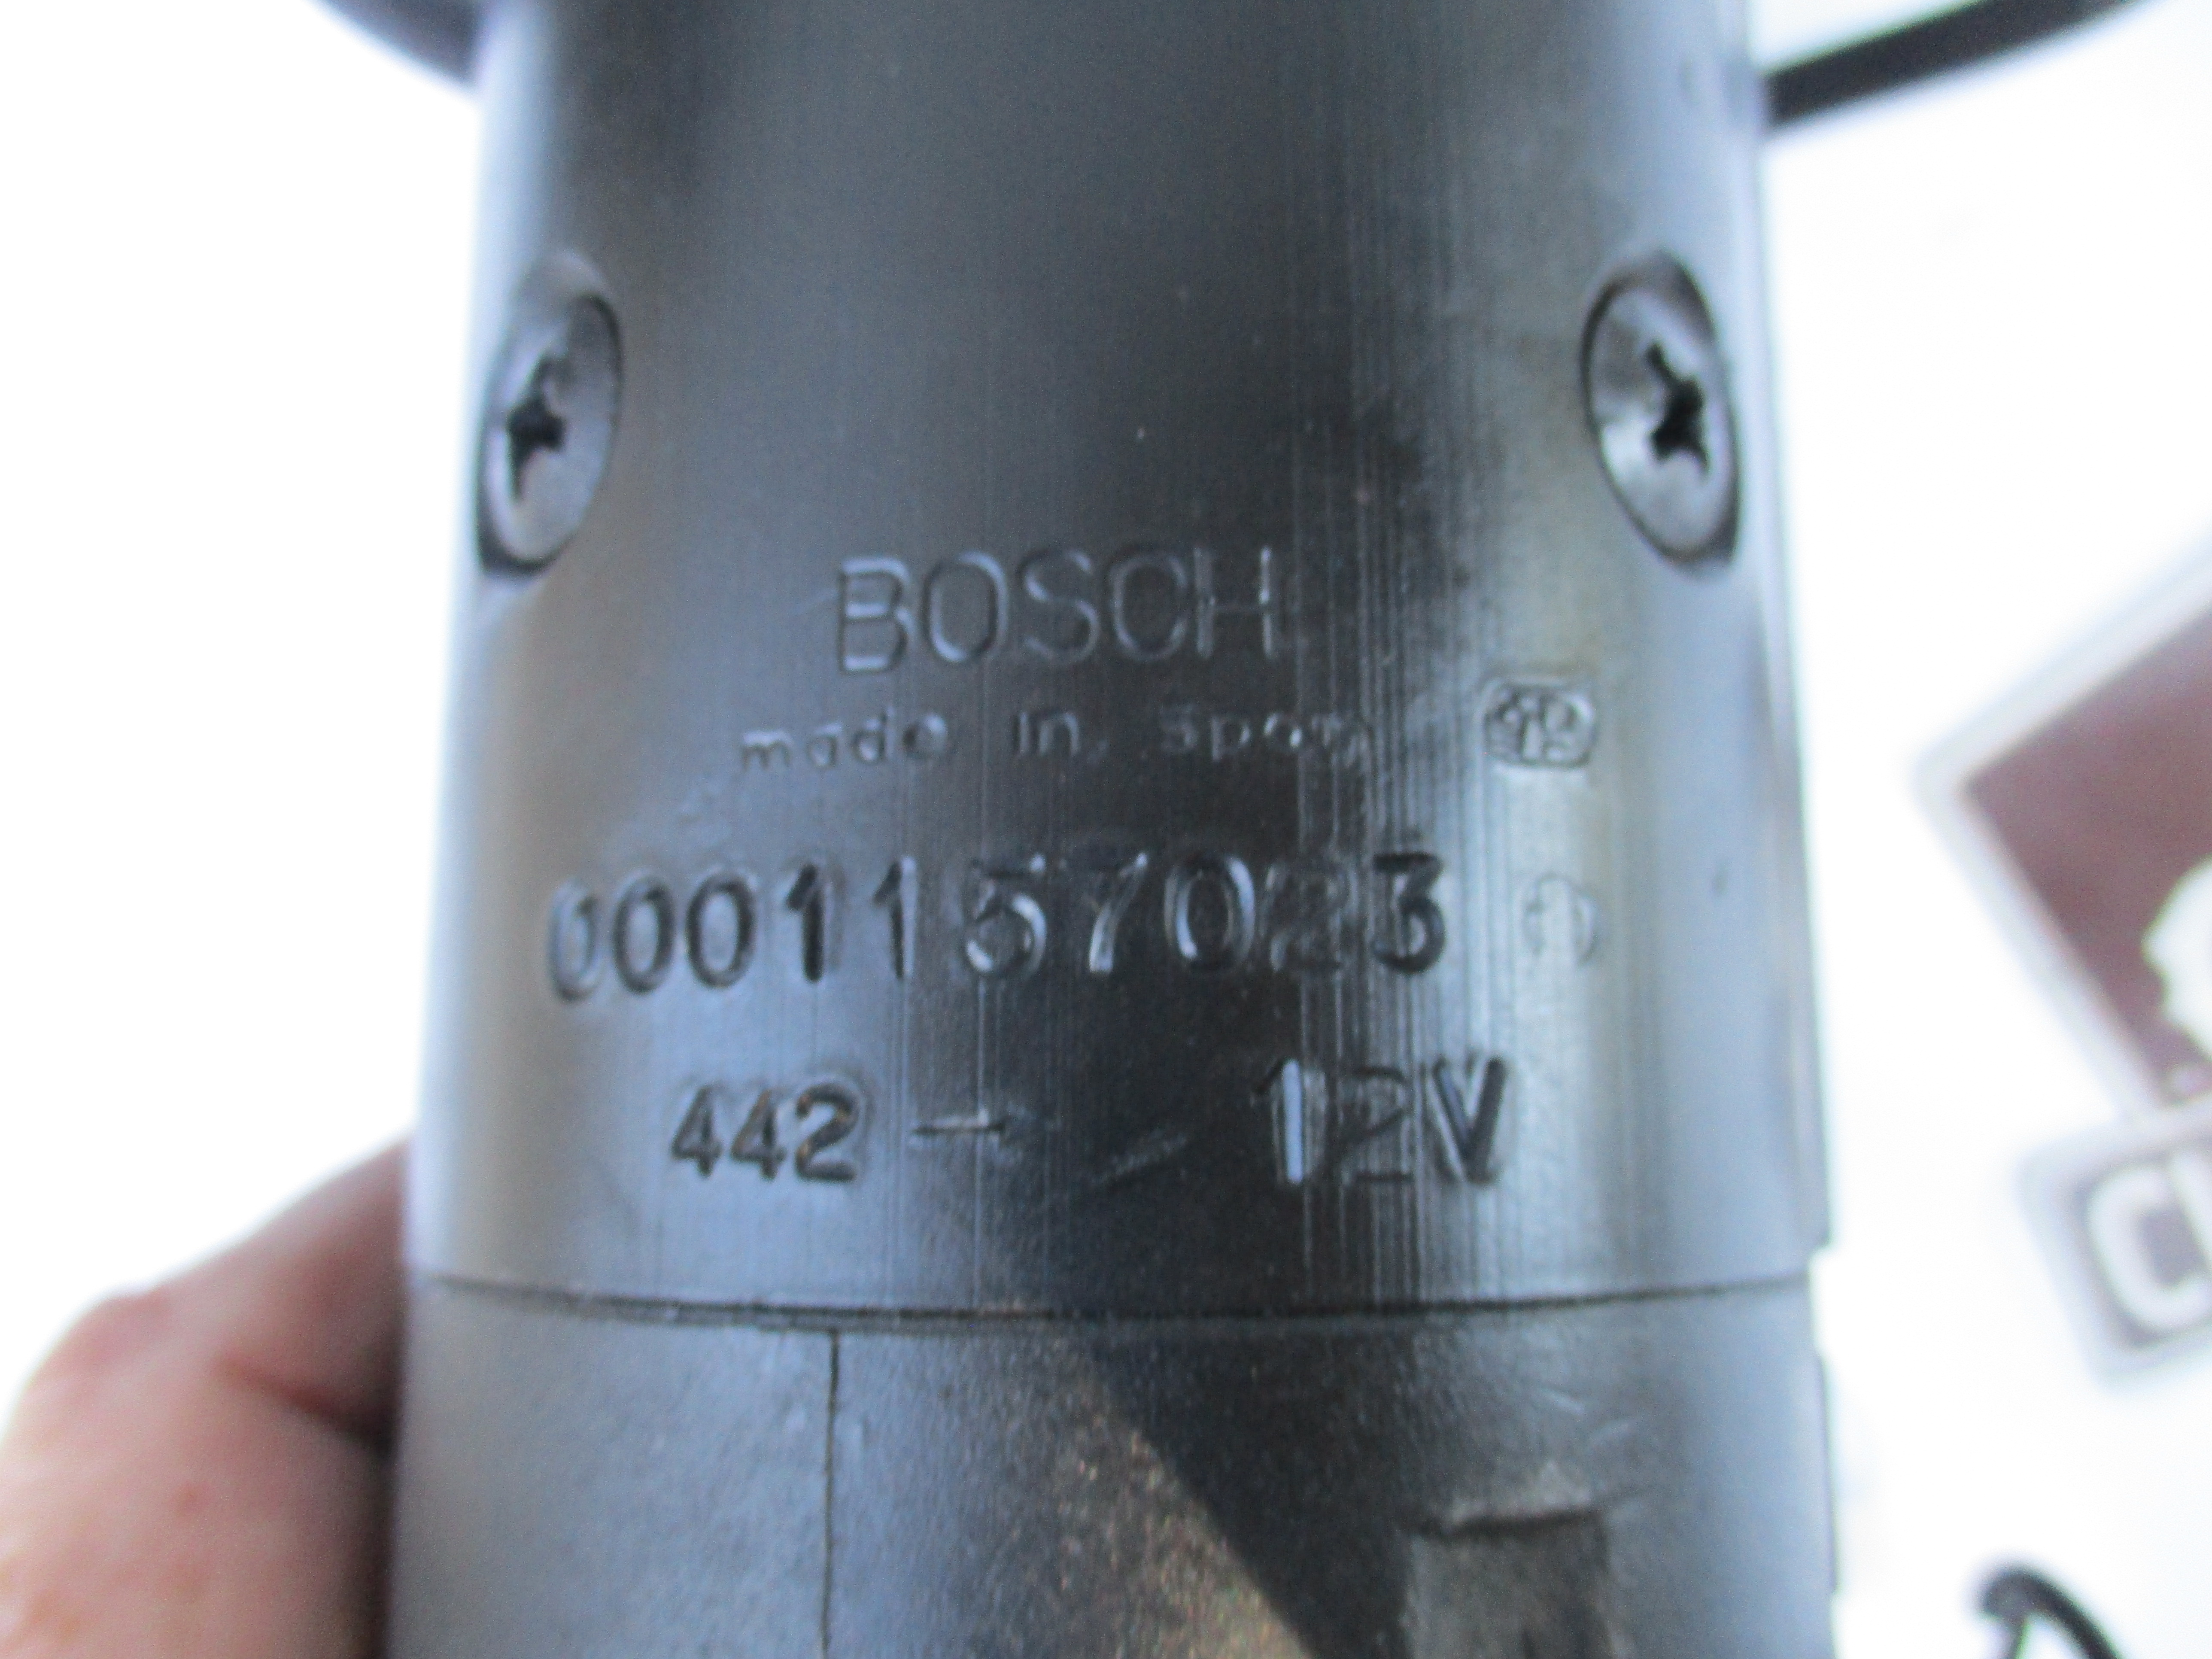 BOSCH
made in Spain
0001157023
442 → 12V